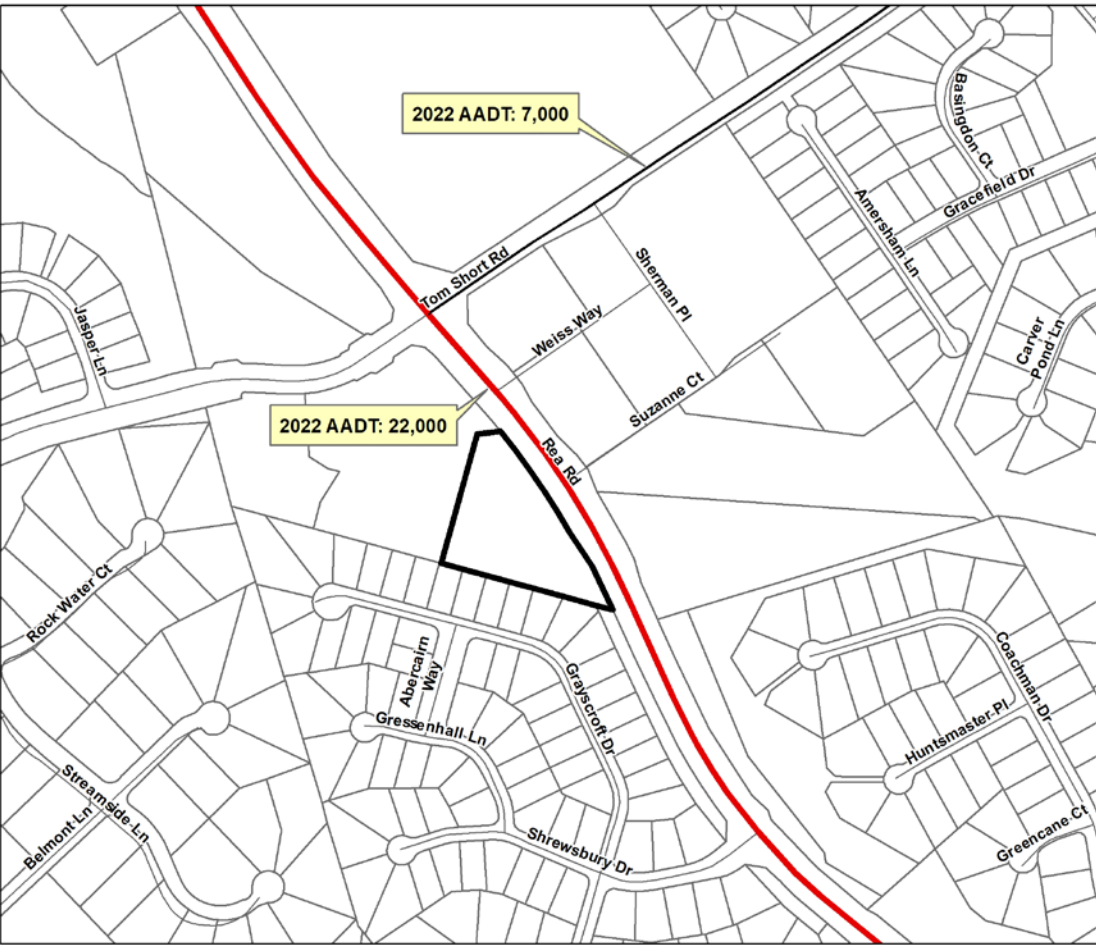 2022 AADT: 7,000
Basingdon Ct
Gracefield Dr
Amersham Ln
Tom Short Rd
Sherman Pl
Weiss Way
Jasper Ln
Carver
Pond Ln
Suzanne Ct
2022 AADT: 22,000
Rea Rd
Rock Water Ct
Abercairn
Way
Grayscroft Dr
Coachman Dr
Gressenhall Ln
Huntsmaster Pl
Streamside Ln
Belmont Ln
Shrewsbury Dr
Greencane Ct